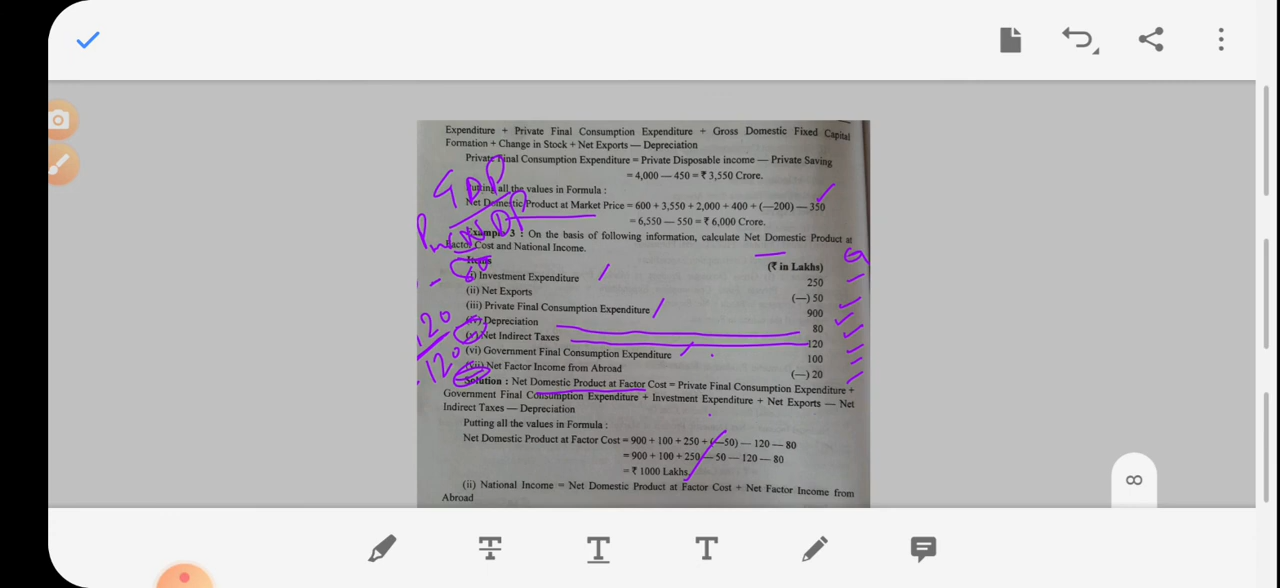 Expenditure + Private Final Consumption Expenditure + Gross Domestic Fixed Capital
Formation + Change in Stock + Net Exports — Depreciation
Private Final Consumption Expenditure = Private Disposable income — Private Saving
= 4,000 — 450 = ₹ 3,550 Crore.
Putting all the values in Formula :
Net Domestic Product at Market Price = 600 + 3,550 + 2,000 + 400 + (—200) — 350
= 6,550 — 550 = ₹ 6,000 Crore.
GDP
NDP
Example 3 : On the basis of following information, calculate Net Domestic Product at
Factor Cost and National Income.
Items (₹ in Lakhs)
(i) Investment Expenditure 250
(ii) Net Exports (—) 50
(iii) Private Final Consumption Expenditure 900
(iv) Depreciation 80
(v) Net Indirect Taxes 120
(vi) Government Final Consumption Expenditure 100
(vii) Net Factor Income from Abroad (—) 20
120
120
Solution : Net Domestic Product at Factor Cost = Private Final Consumption Expenditure +
Government Final Consumption Expenditure + Investment Expenditure + Net Exports — Net
Indirect Taxes — Depreciation
Putting all the values in Formula :
Net Domestic Product at Factor Cost = 900 + 100 + 250 + (—50) — 120 — 80
= 900 + 100 + 250 — 50 — 120 — 80
= ₹ 1000 Lakhs
(ii) National Income = Net Domestic Product at Factor Cost + Net Factor Income from
Abroad
8
T
T
T